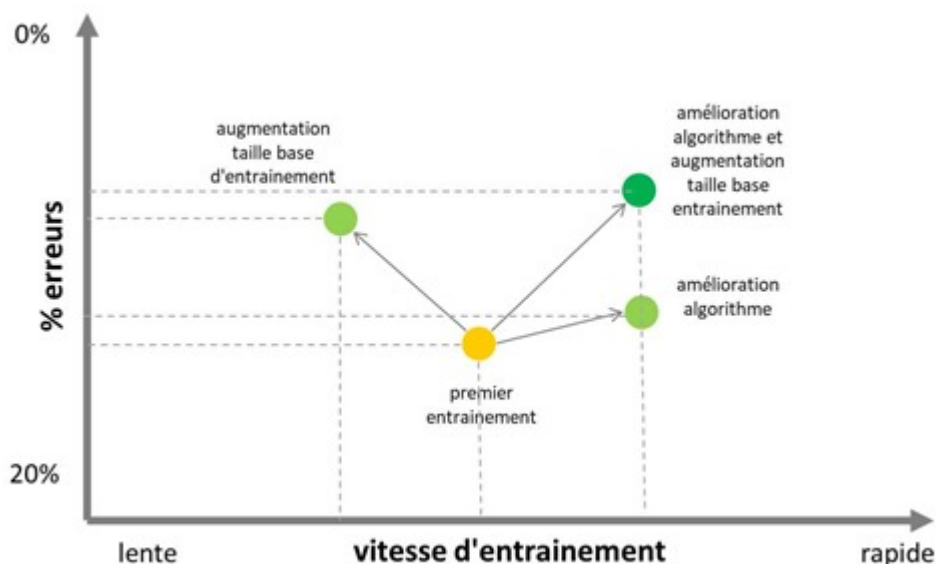 0%
augmentation
taille base
d'entrainement
amélioration
algorithme et
augmentation
taille base
entrainement
% erreurs
amélioration
algorithme
premier
entrainement
20%
lente
vitesse d'entrainement
rapide